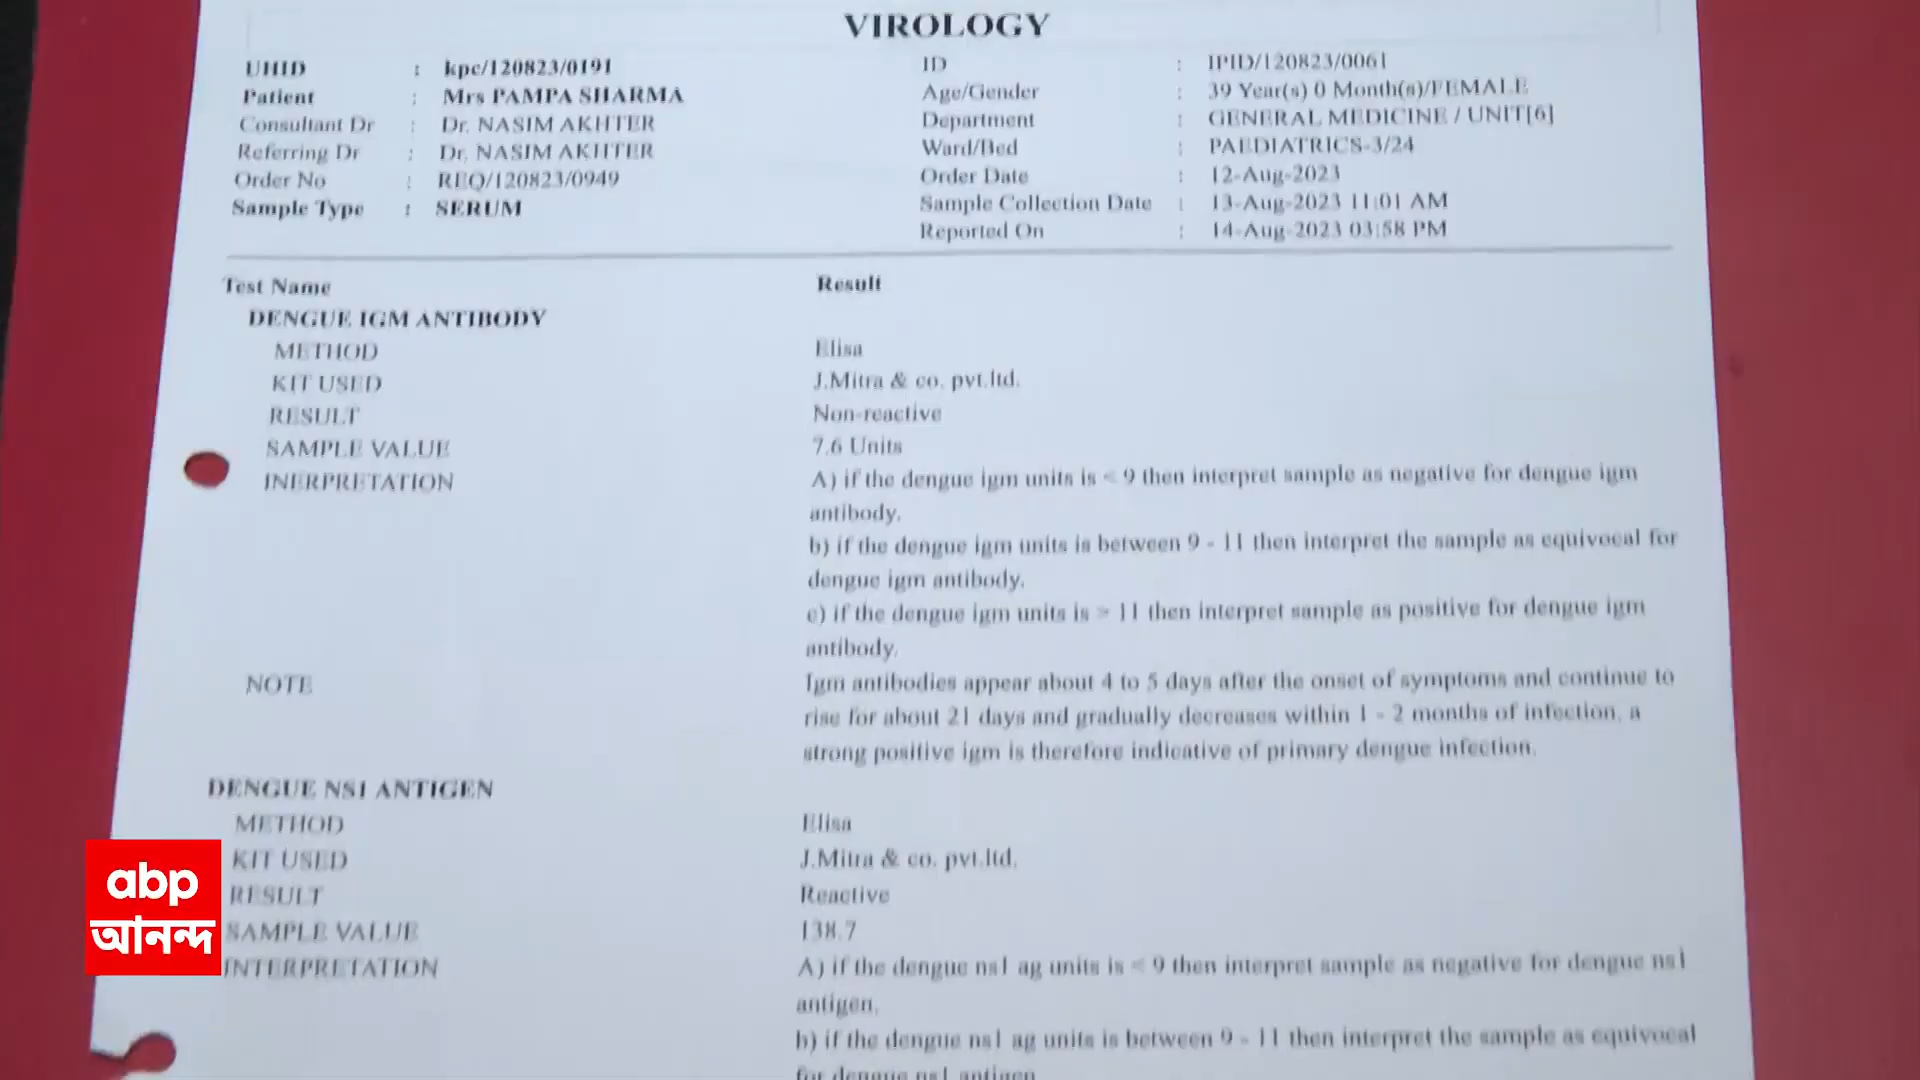 VIROLOGY
UHID : kpc/120823/0191 ID : IPID/120823/0061
Patient : Mrs PAMPA SHARMA Age/Gender : 39 Year(s) 0 Month(s)/FEMALE
Consultant Dr : Dr. NASIM AKHTER Department : GENERAL MEDICINE / UNIT[6]
Referring Dr : Dr. NASIM AKHTER Ward/Bed : PAEDIATRICS-3/24
Order No : REQ/120823/0949 Order Date : 12-Aug-2023
Sample Type : SERUM Sample Collection Date : 13-Aug-2023 11:01 AM
Reported On : 14-Aug-2023 03:58 PM
Test Name Result
DENGUE IGM ANTIBODY
METHOD Elisa
KIT USED J.Mitra & co. pvt.ltd.
RESULT Non-reactive
SAMPLE VALUE 7.6 Units
INERPRETATION A) if the dengue igm units is < 9 then interpret sample as negative for dengue igm
antibody.
b) if the dengue igm units is between 9 - 11 then interpret the sample as equivocal for
dengue igm antibody.
c) if the dengue igm units is > 11 then interpret sample as positive for dengue igm
antibody.
NOTE Igm antibodies appear about 4 to 5 days after the onset of symptoms and continue to
rise for about 21 days and gradually decreases within 1 - 2 months of infection, a
strong positive igm is therefore indicative of primary dengue infection.
DENGUE NS1 ANTIGEN
METHOD Elisa
KIT USED J.Mitra & co. pvt.ltd.
RESULT Reactive
SAMPLE VALUE 138.7
INTERPRETATION A) if the dengue ns1 ag units is < 9 then interpret sample as negative for dengue ns1
antigen.
b) if the dengue ns1 ag units is between 9 - 11 then interpret the sample as equivocal
for dengue ns1 antigen
abp
আনন্দ